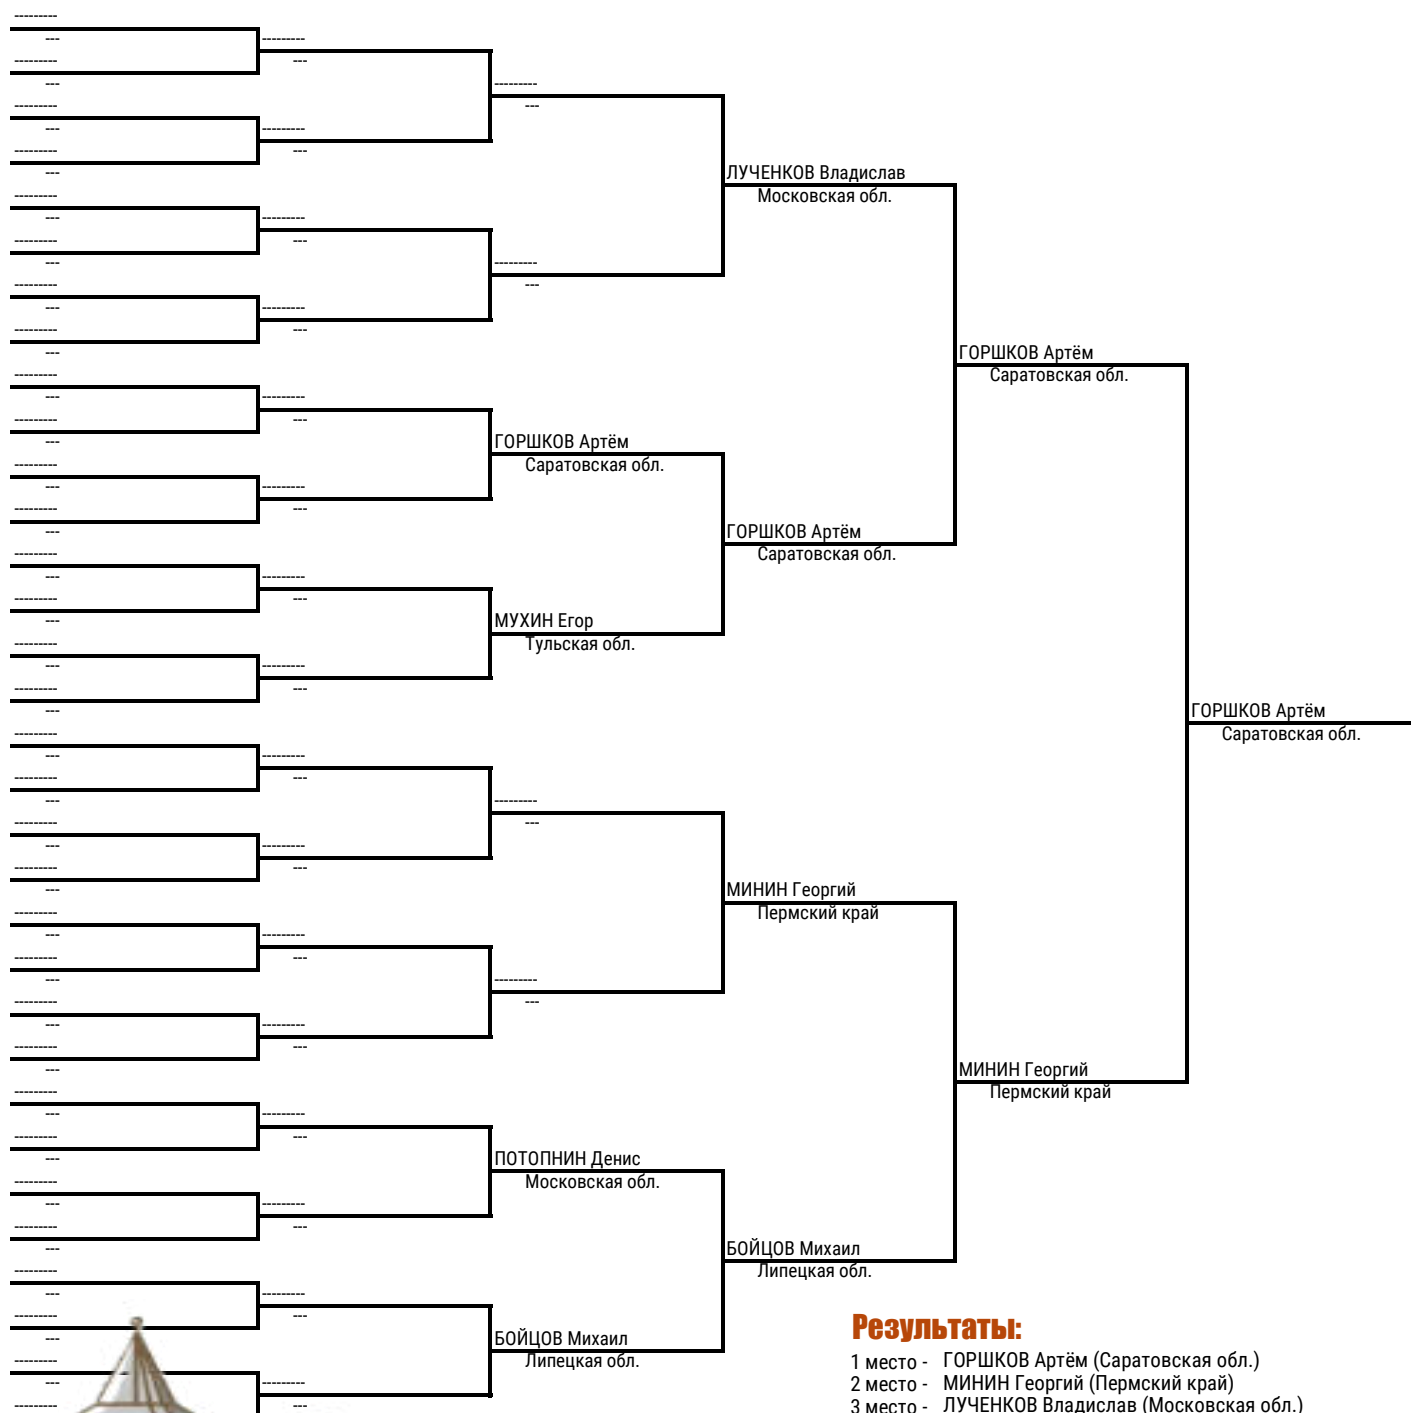 ГОРШКОВ Артём
Саратовская обл.
МУХИН Егор
Тульская обл.
ПОТОПНИН Денис
Московская обл.
БОЙЦОВ Михаил
Липецкая обл.
ЛУЧЕНКОВ Владислав
Московская обл.
ГОРШКОВ Артём
Саратовская обл.
МИНИН Георгий
Пермский край
БОЙЦОВ Михаил
Липецкая обл.
ГОРШКОВ Артём
Саратовская обл.
МИНИН Георгий
Пермский край
ГОРШКОВ Артём
Саратовская обл.
Результаты:
1 место - ГОРШКОВ Артём (Саратовская обл.)
2 место - МИНИН Георгий (Пермский край)
3 место - ЛУЧЕНКОВ Владислав (Московская обл.)